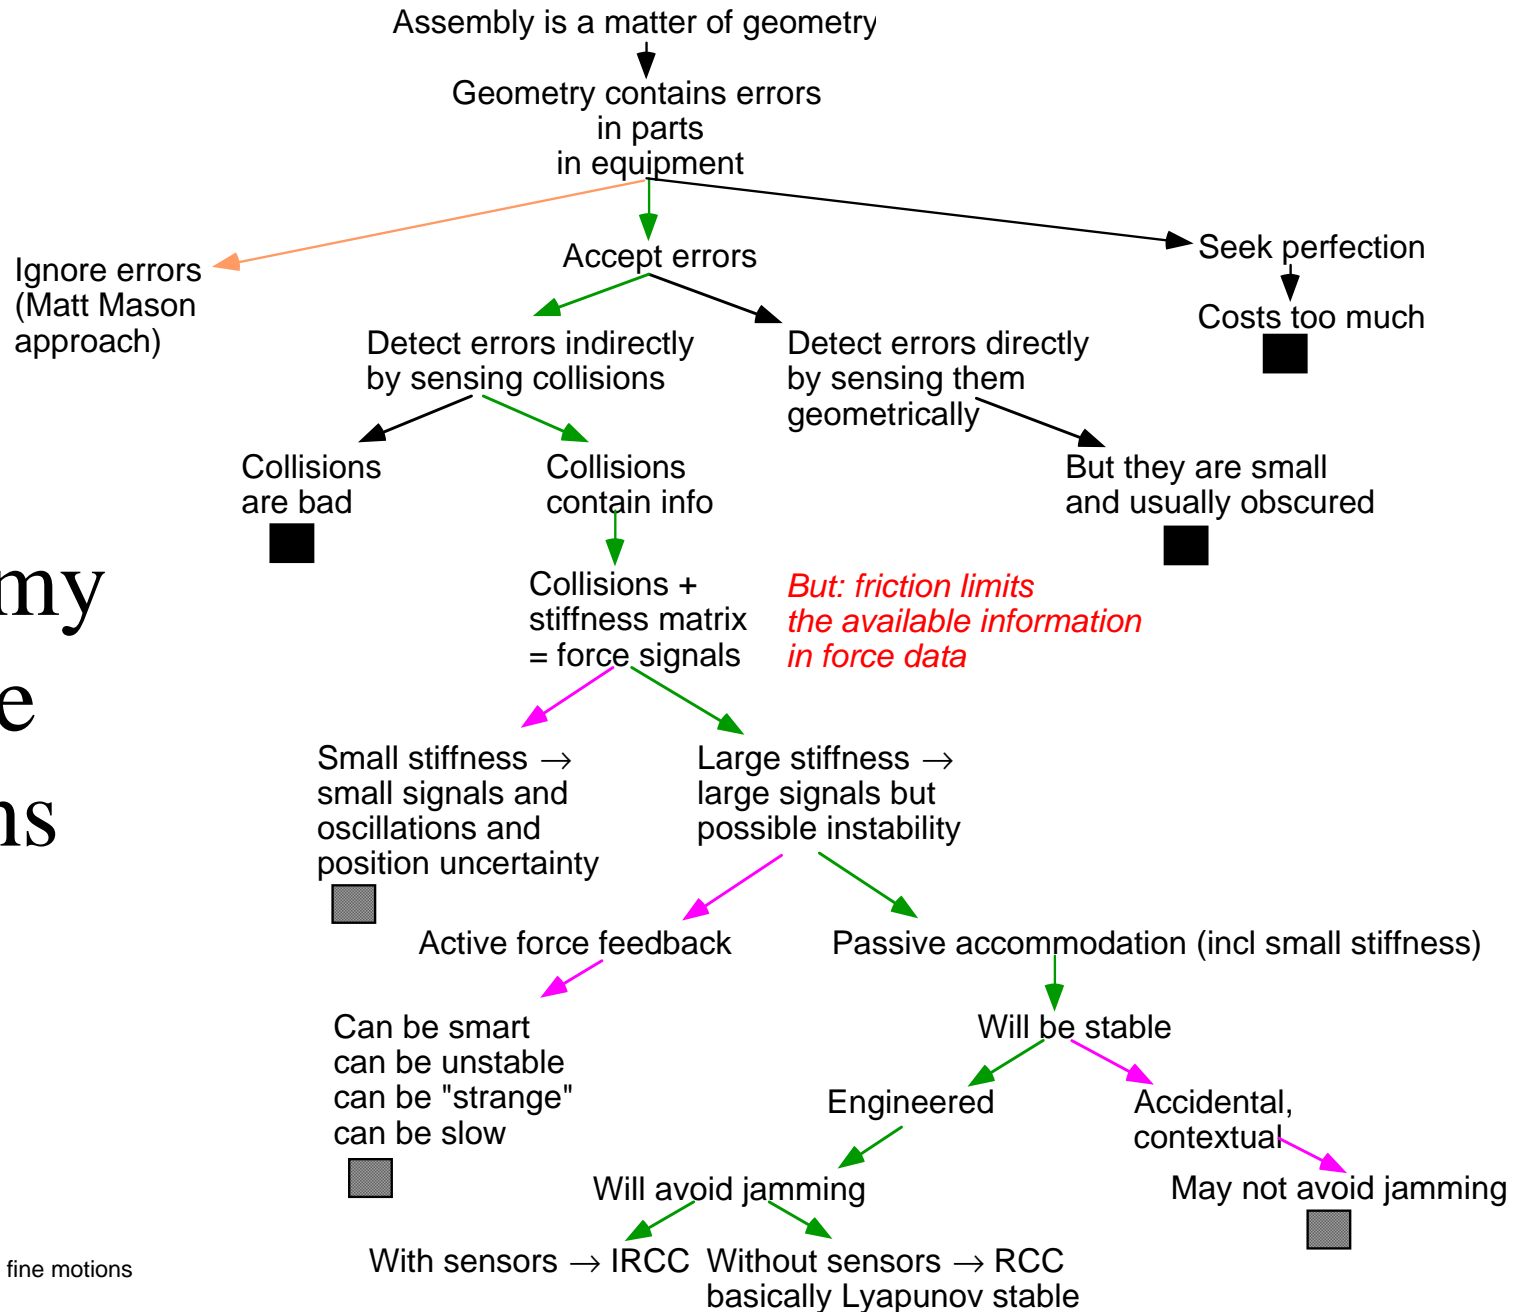 Assembly is a matter of geometry
Geometry contains errors
in parts
in equipment
Ignore errors
(Matt Mason
approach)
Accept errors
Seek perfection
Costs too much
Detect errors indirectly
by sensing collisions
Detect errors directly
by sensing them
geometrically
Collisions
are bad
Collisions
contain info
But they are small
and usually obscured
my
e
ns
Collisions +
stiffness matrix
= force signals
But: friction limits
the available information
in force data
Small stiffness →
small signals and
oscillations and
position uncertainty
Large stiffness →
large signals but
possible instability
Active force feedback
Passive accommodation (incl small stiffness)
Can be smart
can be unstable
can be "strange"
can be slow
Will be stable
Engineered
Accidental,
contextual
Will avoid jamming
May not avoid jamming
With sensors → IRCC
Without sensors → RCC
basically Lyapunov stable
fine motions